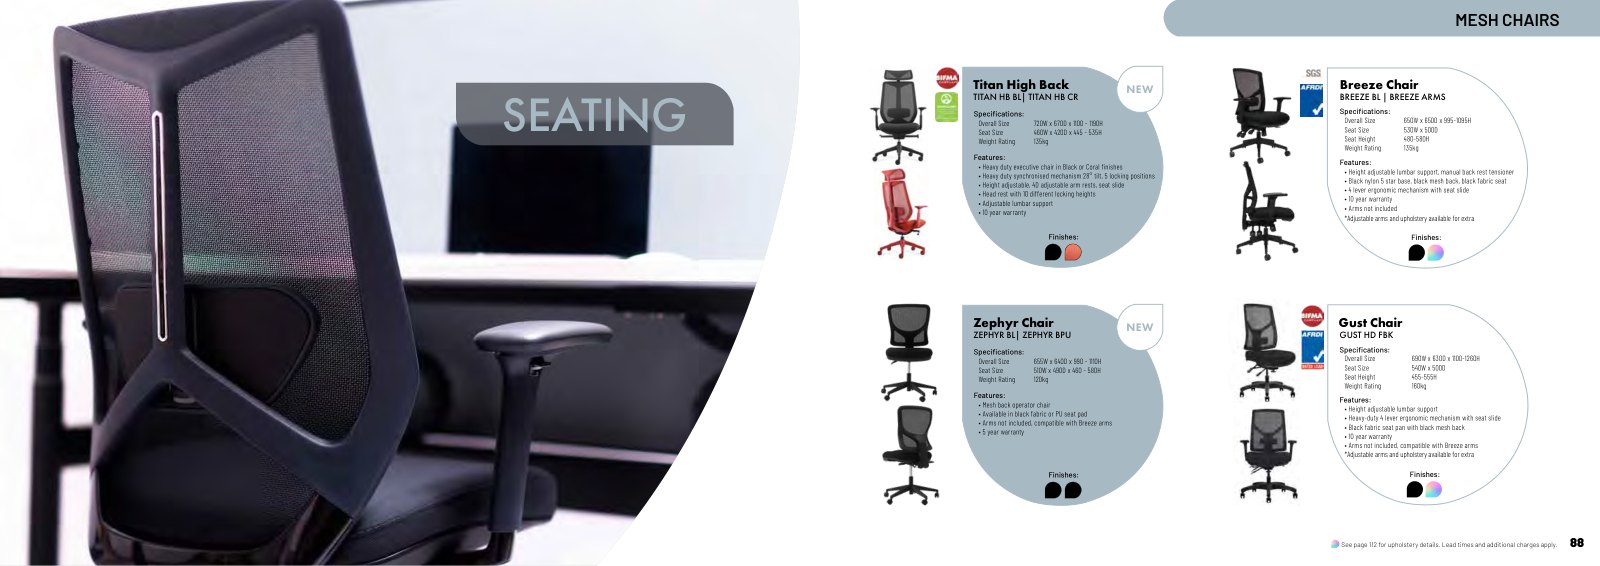 SEATING
MESH CHAIRS
BIFMA
Titan High Back
TITAN HB BL| TITAN HB CR
NEW
Specifications:
Overall Size 720W x 670D x 1100 - 1190H
Seat Size 460W x 420D x 445 - 535H
Weight Rating 135kg
Features:
• Heavy duty executive chair in Black or Coral finishes
• Heavy duty synchronised mechanism 28° tilt, 5 locking positions
• Height adjustable, 4D adjustable arm rests, seat slide
• Head rest with 10 different locking heights
• Adjustable lumbar support
• 10 year warranty
Finishes:
SGS
AFRDI
Breeze Chair
BREEZE BL | BREEZE ARMS
Specifications:
Overall Size 650W x 650D x 995-1095H
Seat Size 530W x 500D
Seat Height 480-580H
Weight Rating 135kg
Features:
• Height adjustable lumbar support, manual back rest tensioner
• Black nylon 5 star base, black mesh back, black fabric seat
• 4 lever ergonomic mechanism with seat slide
• 10 year warranty
• Arms not included
*Adjustable arms and upholstery available for extra
Finishes:
Zephyr Chair
ZEPHYR BL| ZEPHYR BPU
NEW
Specifications:
Overall Size 655W x 640D x 990 - 1110H
Seat Size 510W x 490D x 460 - 580H
Weight Rating 120kg
Features:
• Mesh back operator chair
• Available in black fabric or PU seat pad
• Arms not included, compatible with Breeze arms
• 5 year warranty
Finishes:
BIFMA
AFRDI
Gust Chair
GUST HD FBK
Specifications:
Overall Size 690W x 630D x 1100-1260H
Seat Size 540W x 500D
Seat Height 455-555H
Weight Rating 160kg
Features:
• Height adjustable lumbar support
• Heavy-duty 4 lever ergonomic mechanism with seat slide
• Black fabric seat pan with black mesh back
• 10 year warranty
• Arms not included, compatible with Breeze arms
*Adjustable arms and upholstery available for extra
Finishes:
See page 112 for upholstery details. Lead times and additional charges apply.
88